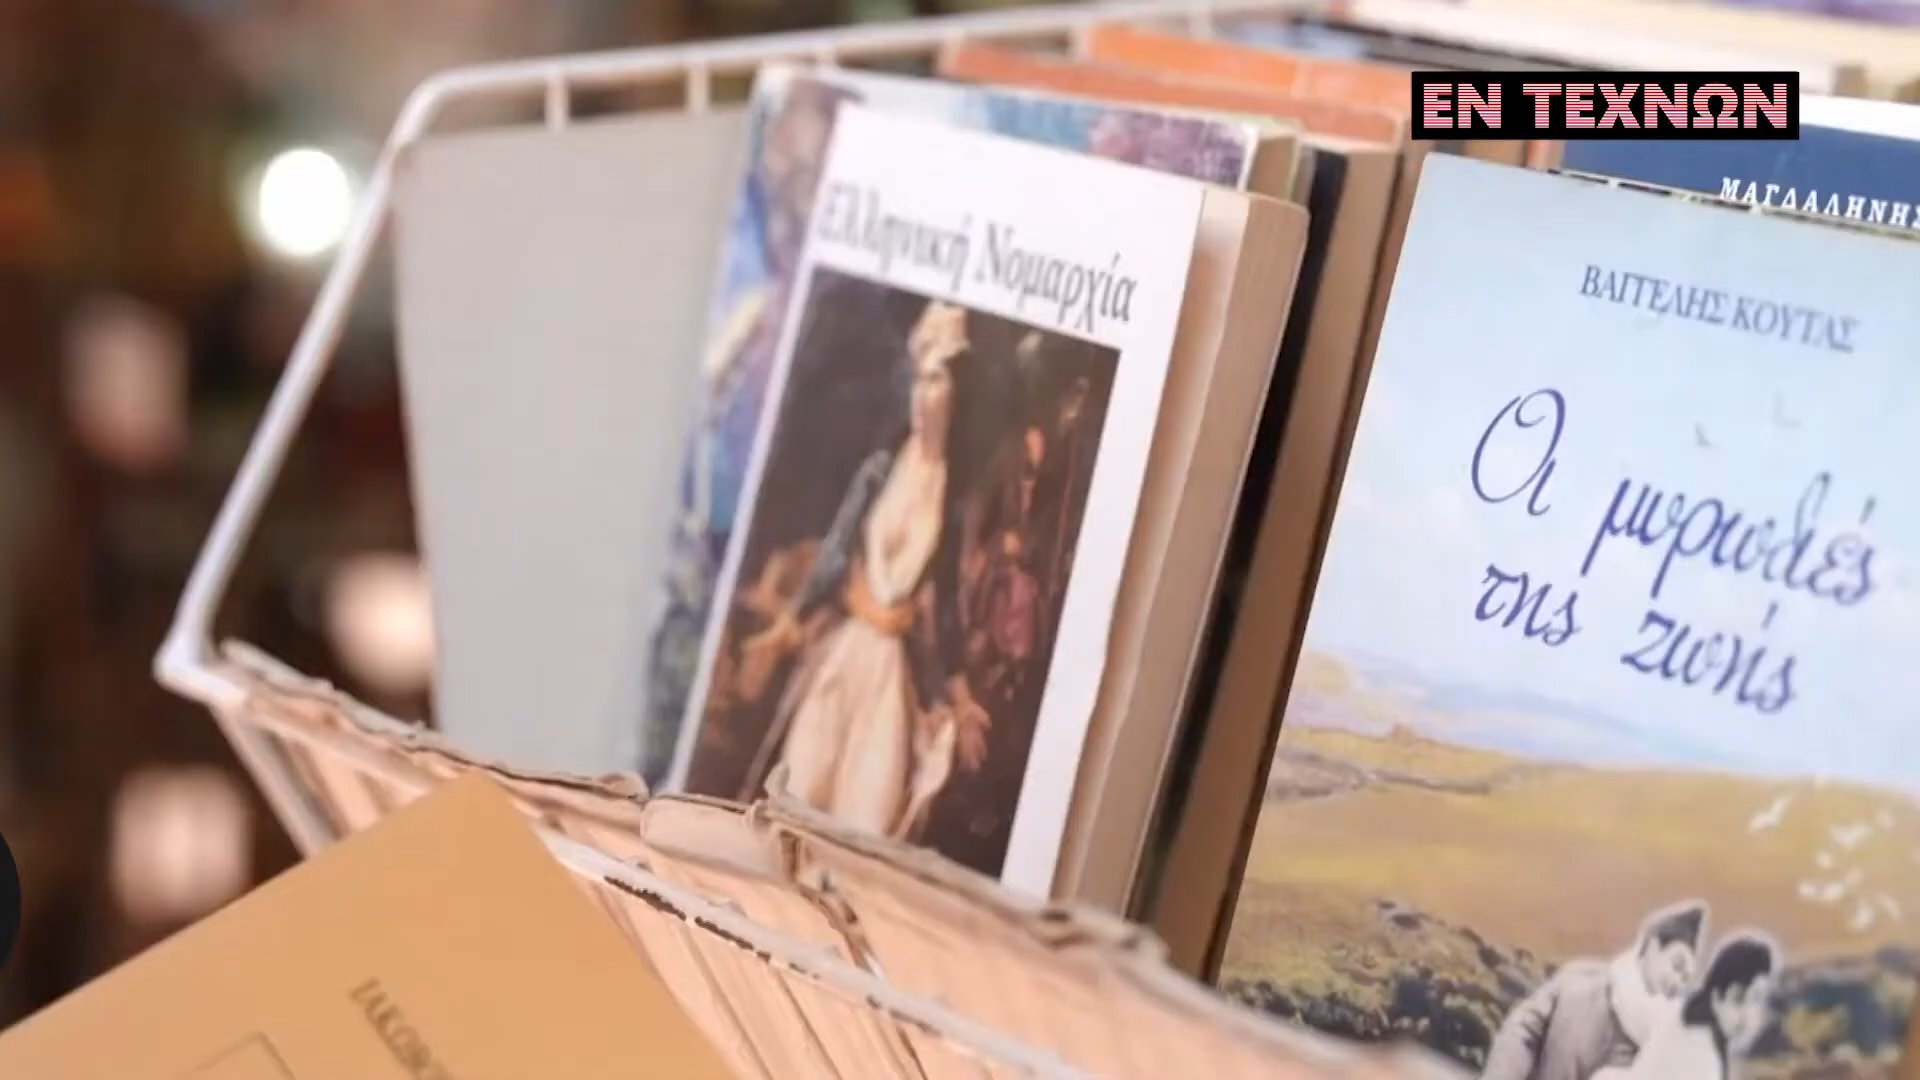 ΕΝ ΤΕΧΝΩΝ
ΜΑΓΔΑΛΗΝΗΣ
Ελληνική Νομαρχία
ΒΑΓΓΕΛΗΣ ΚΟΥΤΑΣ
Οι μυρωδιές
της ζωής